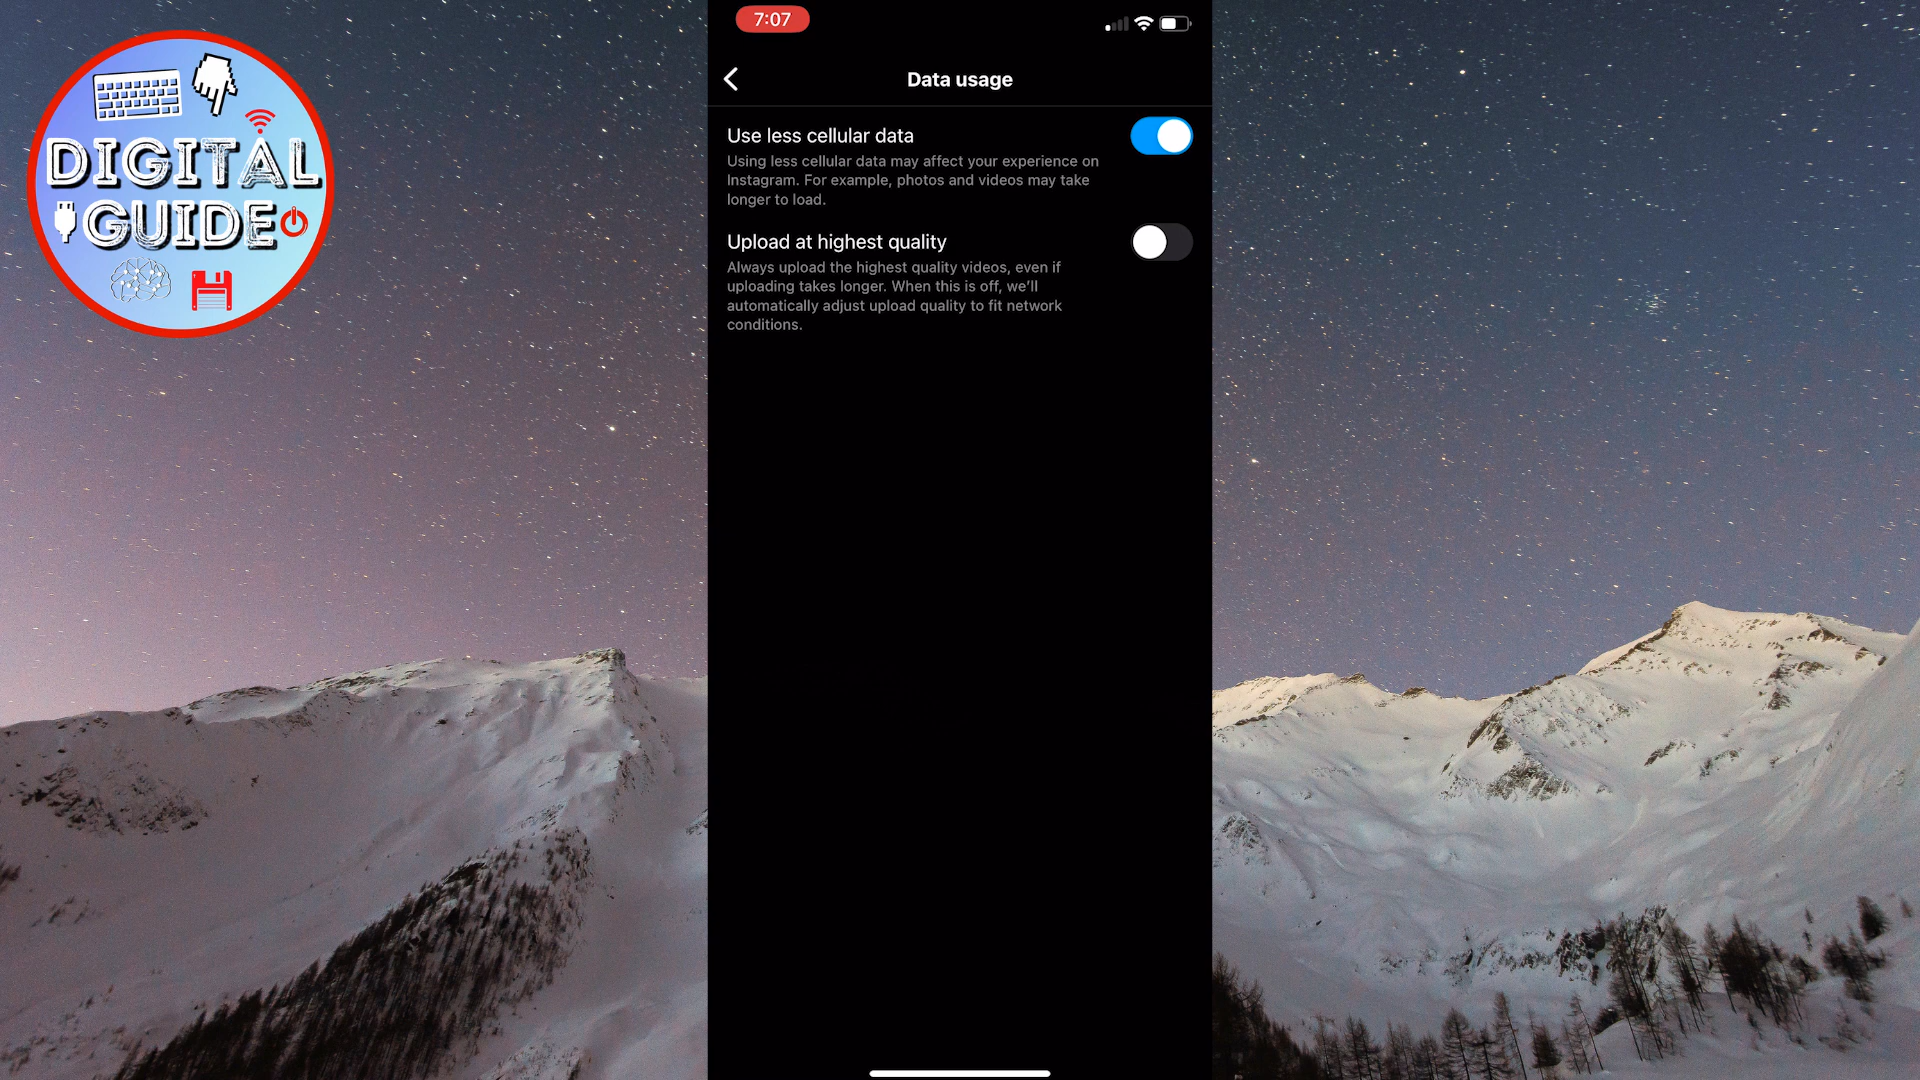 DIGITAL
GUIDE
7:07
Data usage
Use less cellular data
Using less cellular data may affect your experience on
Instagram. For example, photos and videos may take
longer to load.
Upload at highest quality
Always upload the highest quality videos, even if
uploading takes longer. When this is off, we’ll
automatically adjust upload quality to fit network
conditions.